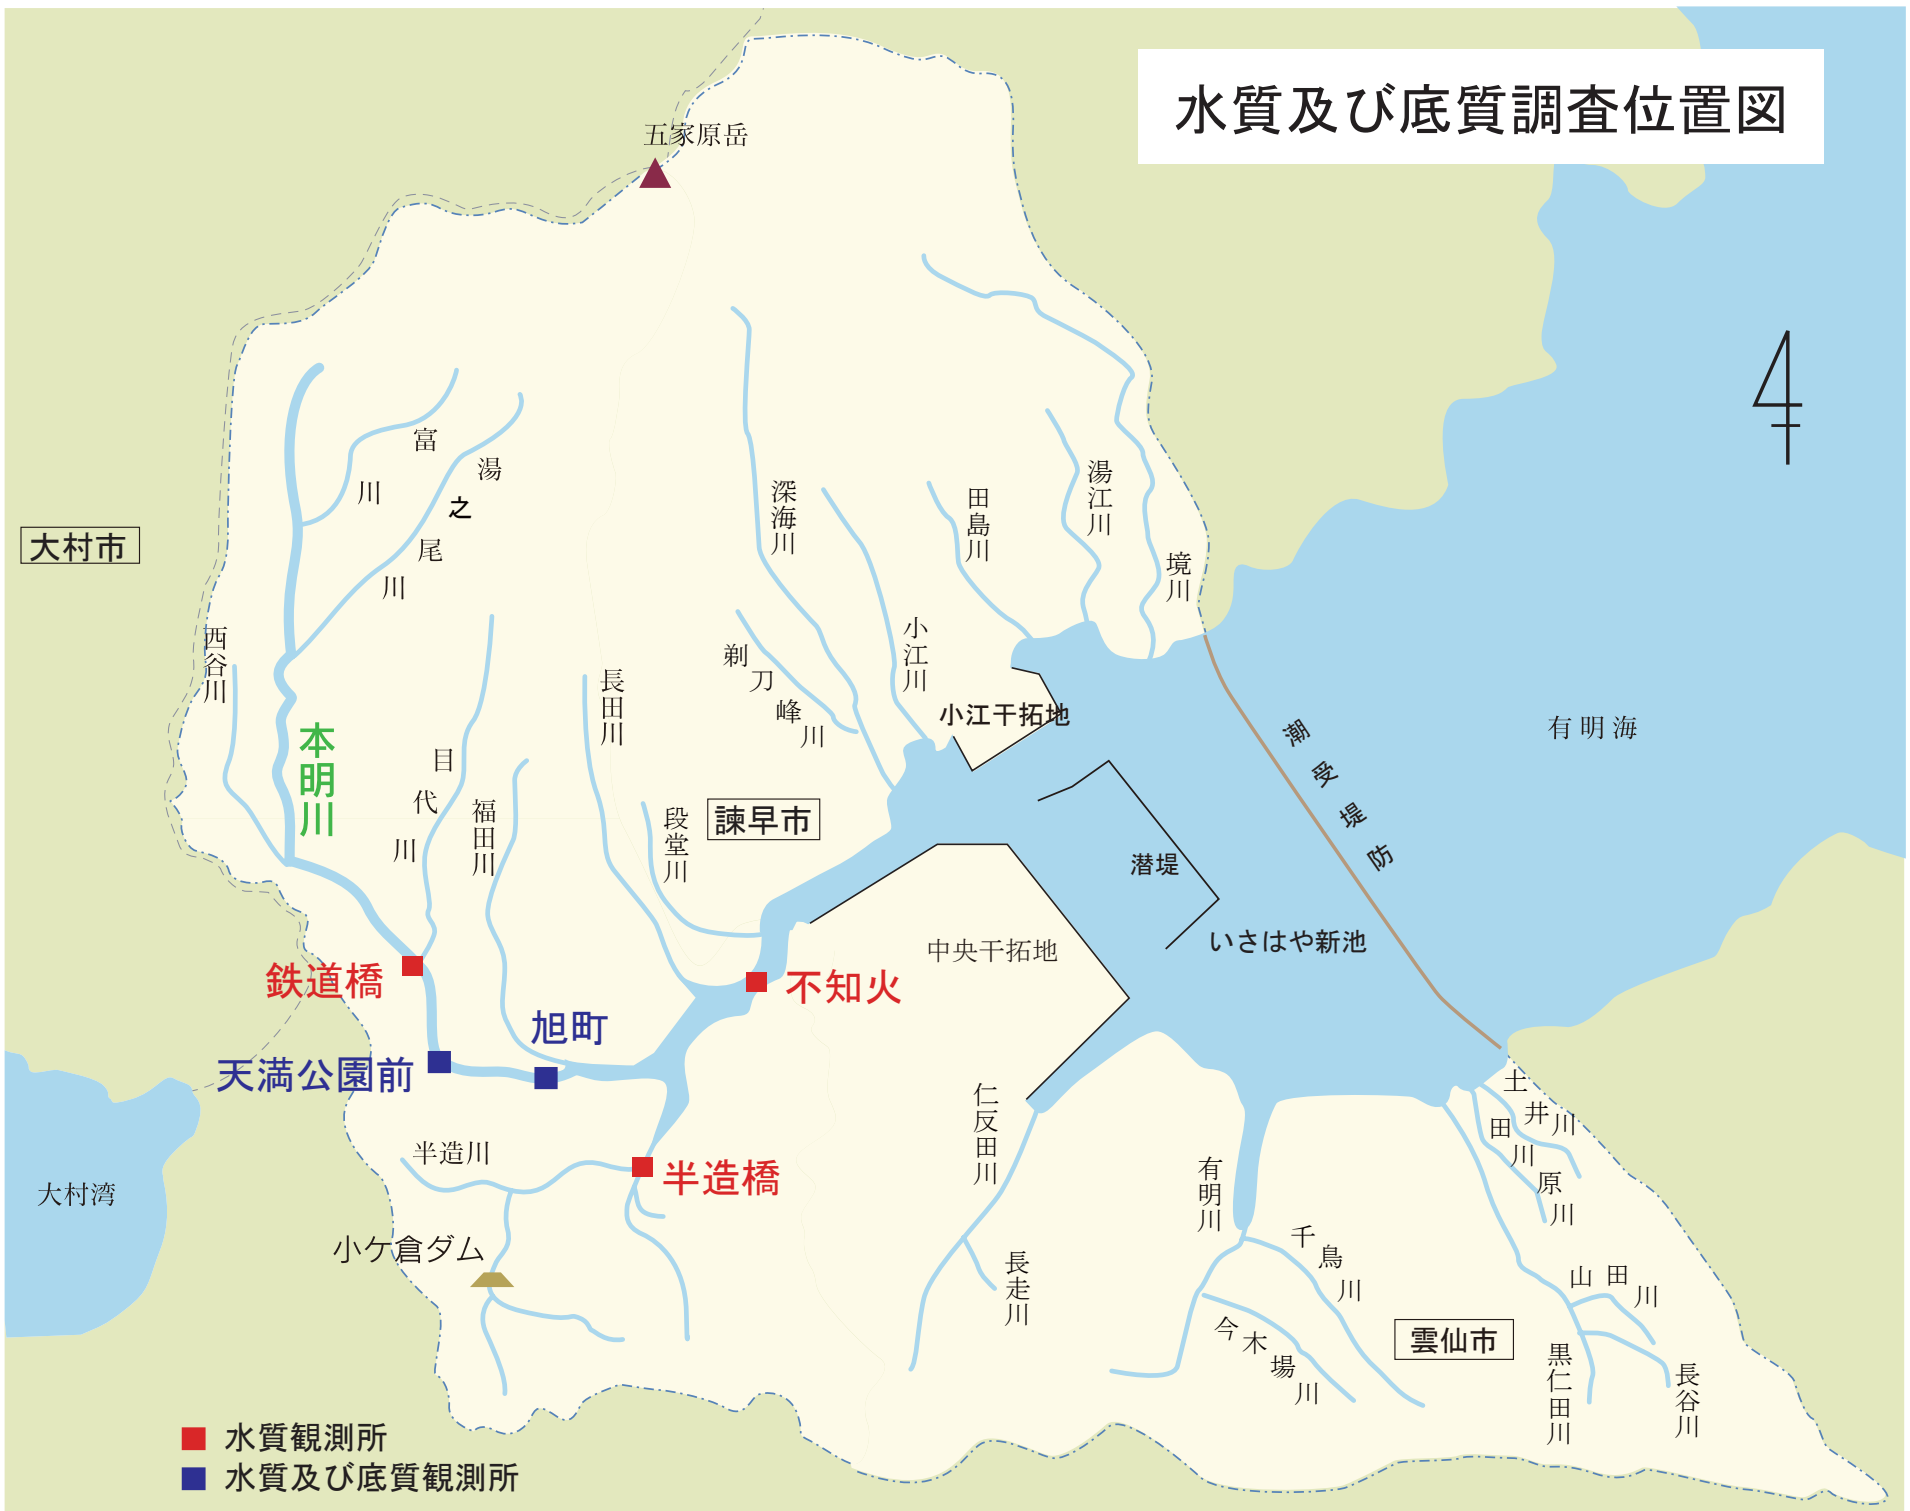 水質及び底質調査位置図
五家原岳
富川
湯之尾川
大村市
西谷川
本明川
目代川
福田川
長田川
段堂川
剃刀峰川
深海川
小江川
田島川
湯江川
境川
小江干拓地
諫早市
潮受堤防
有明海
潜堤
いさはや新池
中央干拓地
鉄道橋
不知火
旭町
天満公園前
大村湾
半造川
半造橋
小ケ倉ダム
仁反田川
長走川
有明川
千鳥川
今木場川
雲仙市
土井川
田川原川
山田川
黒仁田川
長谷川
水質観測所
水質及び底質観測所